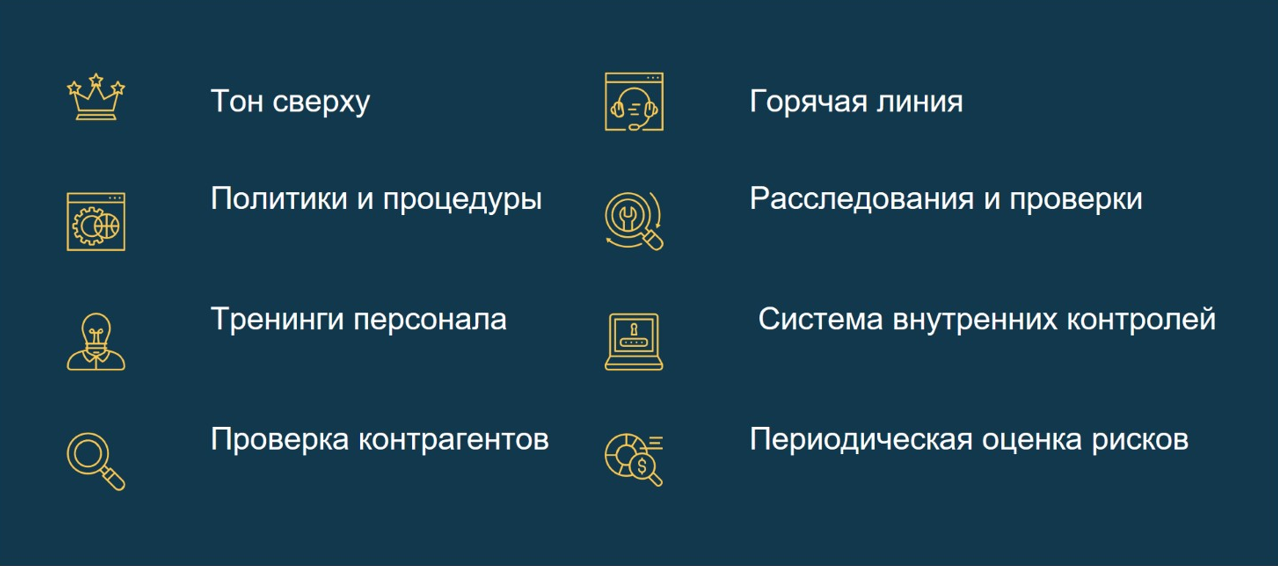 Тон сверху
Политики и процедуры
Тренинги персонала
Проверка контрагентов
Горячая линия
Расследования и проверки
Система внутренних контролей
Периодическая оценка рисков